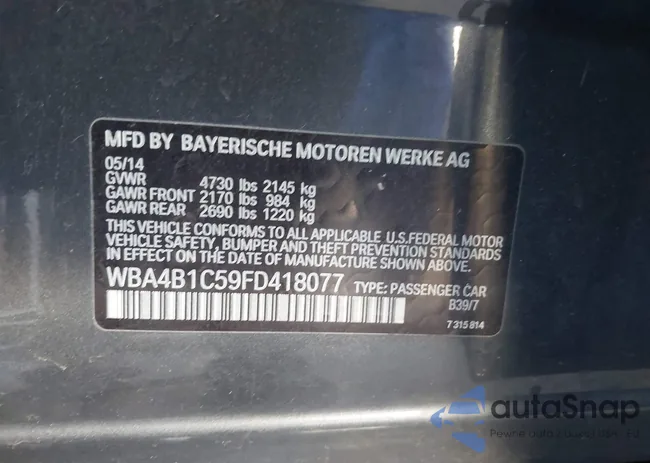 MFD BY BAYERISCHE MOTOREN WERKE AG
05/14
GVWR 4730 lbs 2145 kg
GAWR FRONT 2170 lbs 984 kg
GAWR REAR 2690 lbs 1220 kg
THIS VEHICLE CONFORMS TO ALL APPLICABLE U.S.FEDERAL MOTOR
VEHICLE SAFETY, BUMPER AND THEFT PREVENTION STANDARDS
IN EFFECT ON THE DATE OF MANUFACTURE SHOWN ABOVE.
WBA4B1C59FD418077 TYPE: PASSENGER CAR
B39/7
7 315 814
autoSnap
Pewne auto